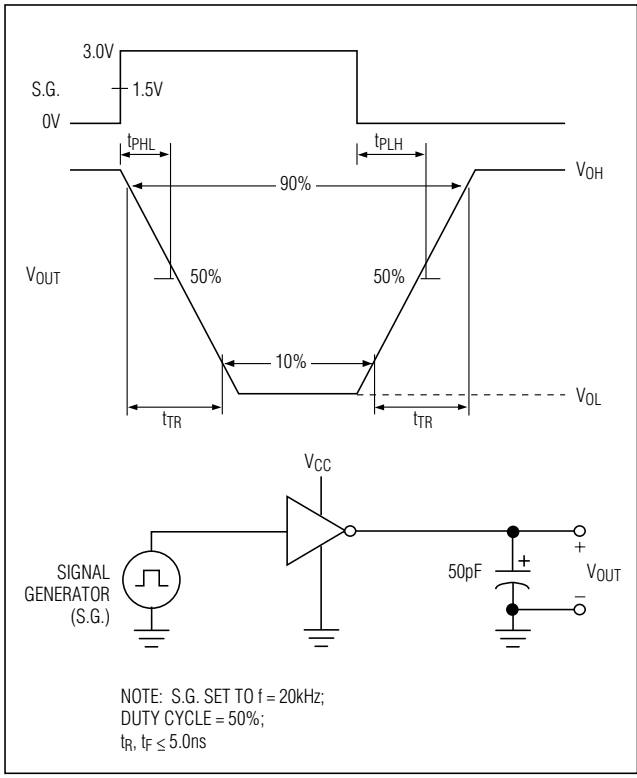 3.0V
S.G.
1.5V
0V
tPHL
tPLH
VOH
90%
VOUT
50%
50%
10%
VOL
tTR
tTR
VCC
SIGNAL
GENERATOR
(S.G.)
50pF
+
+
VOUT
–
NOTE: S.G. SET TO f = 20kHz;
DUTY CYCLE = 50%;
tR, tF ≤ 5.0ns